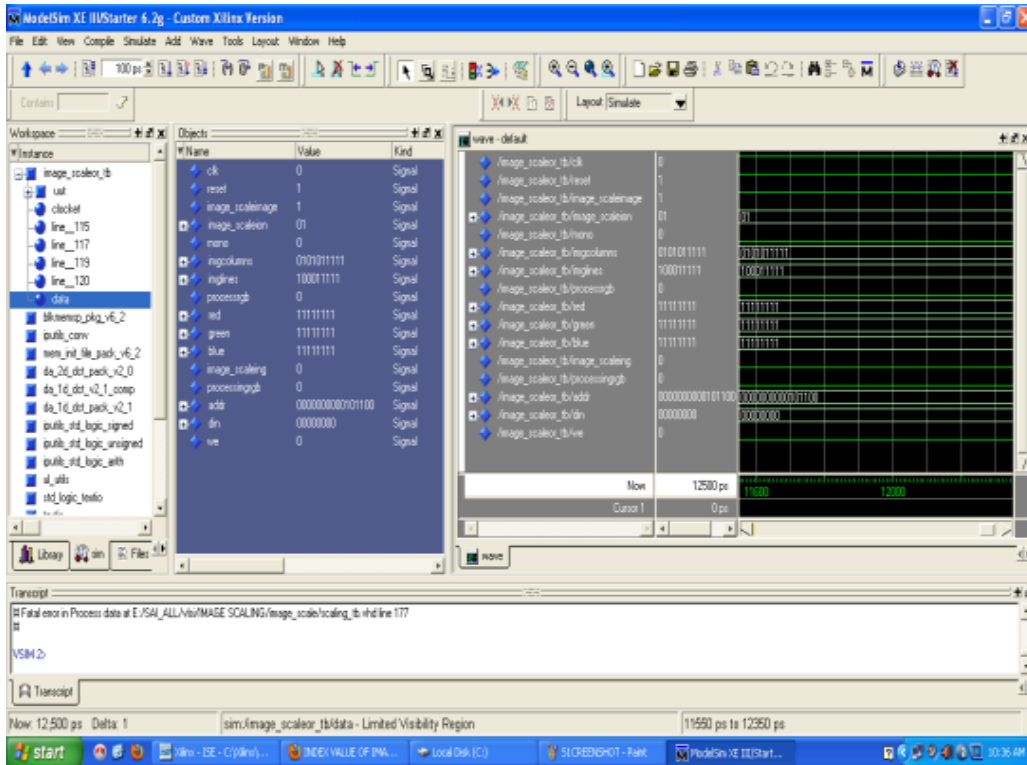 ModelSim XE III/Starter 6.2g - Custom Xilinx Version
File Edit View Compile Simulate Add Wave Tools Layout Window Help
100 ps
Contains
Layout Simulate
Workspace
Instance
image_scaleor_tb
uut
clocket
line__115
line__117
line__119
line__120
data
blkmemsp_pkg_v6_2
iputils_conv
mem_init_file_pack_v6_2
da_2d_dct_pack_v2_0
da_1d_dct_v2_1_comp
da_1d_dct_pack_v2_1
iputils_std_logic_signed
iputils_std_logic_unsigned
iputils_std_logic_arith
ul_utils
std_logic_textio
Library sim Files
Objects
Name Value Kind
clk 0 Signal
reset 1 Signal
image_scaleimage 1 Signal
image_scaleion 01 Signal
mono 0 Signal
imgcolumns 0101011111 Signal
imglines 100011111 Signal
processrgb 0 Signal
red 11111111 Signal
green 11111111 Signal
blue 11111111 Signal
image_scaleing 0 Signal
processingrgb 0 Signal
addr 0000000000101100 Signal
din 00000000 Signal
we 0 Signal
wave - default
/image_scaleor_tb/clk 0
/image_scaleor_tb/reset 1
/image_scaleor_tb/image_scaleimage 1
/image_scaleor_tb/image_scaleion 01 01
/image_scaleor_tb/mono 0
/image_scaleor_tb/imgcolumns 0101011111 0101011111
/image_scaleor_tb/imglines 100011111 100011111
/image_scaleor_tb/processrgb 0
/image_scaleor_tb/red 11111111 11111111
/image_scaleor_tb/green 11111111 11111111
/image_scaleor_tb/blue 11111111 11111111
/image_scaleor_tb/image_scaleing 0
/image_scaleor_tb/processingrgb 0
/image_scaleor_tb/addr 0000000000101100 0000000000101100
/image_scaleor_tb/din 00000000 00000000
/image_scaleor_tb/we 0
Now 12500 ps 11600 12000
Cursor 1 0 ps
wave
Transcript
# Fatal error in Process data at E:/SAI_ALL/vlsi/IMAGE SCALING/image_scale/scaling_tb.vhd line 177
#
VSIM 2>
Transcript
Now: 12,500 ps Delta: 1 sim:/image_scaleor_tb/data - Limited Visibility Region 11550 ps to 12350 ps
start Xilinx - ISE - C:\Xilinx\... INDEX VALUE OF IMA... Local Disk (C:) S1CREENSHOT - Paint ModelSim XE III/Start... 10:36 AM